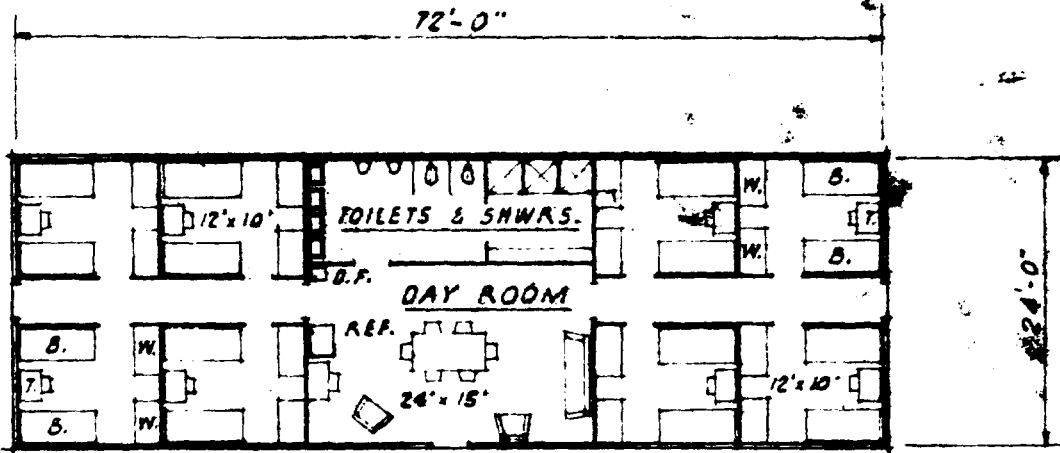 72'-0"
W.
B.
12'x10'
TOILETS & SHWRS.
T.
W.
B.
D.F.
DAY ROOM
24'-0"
REF.
B.
W.
T.
24'x15'
12'x10'
B.
W.